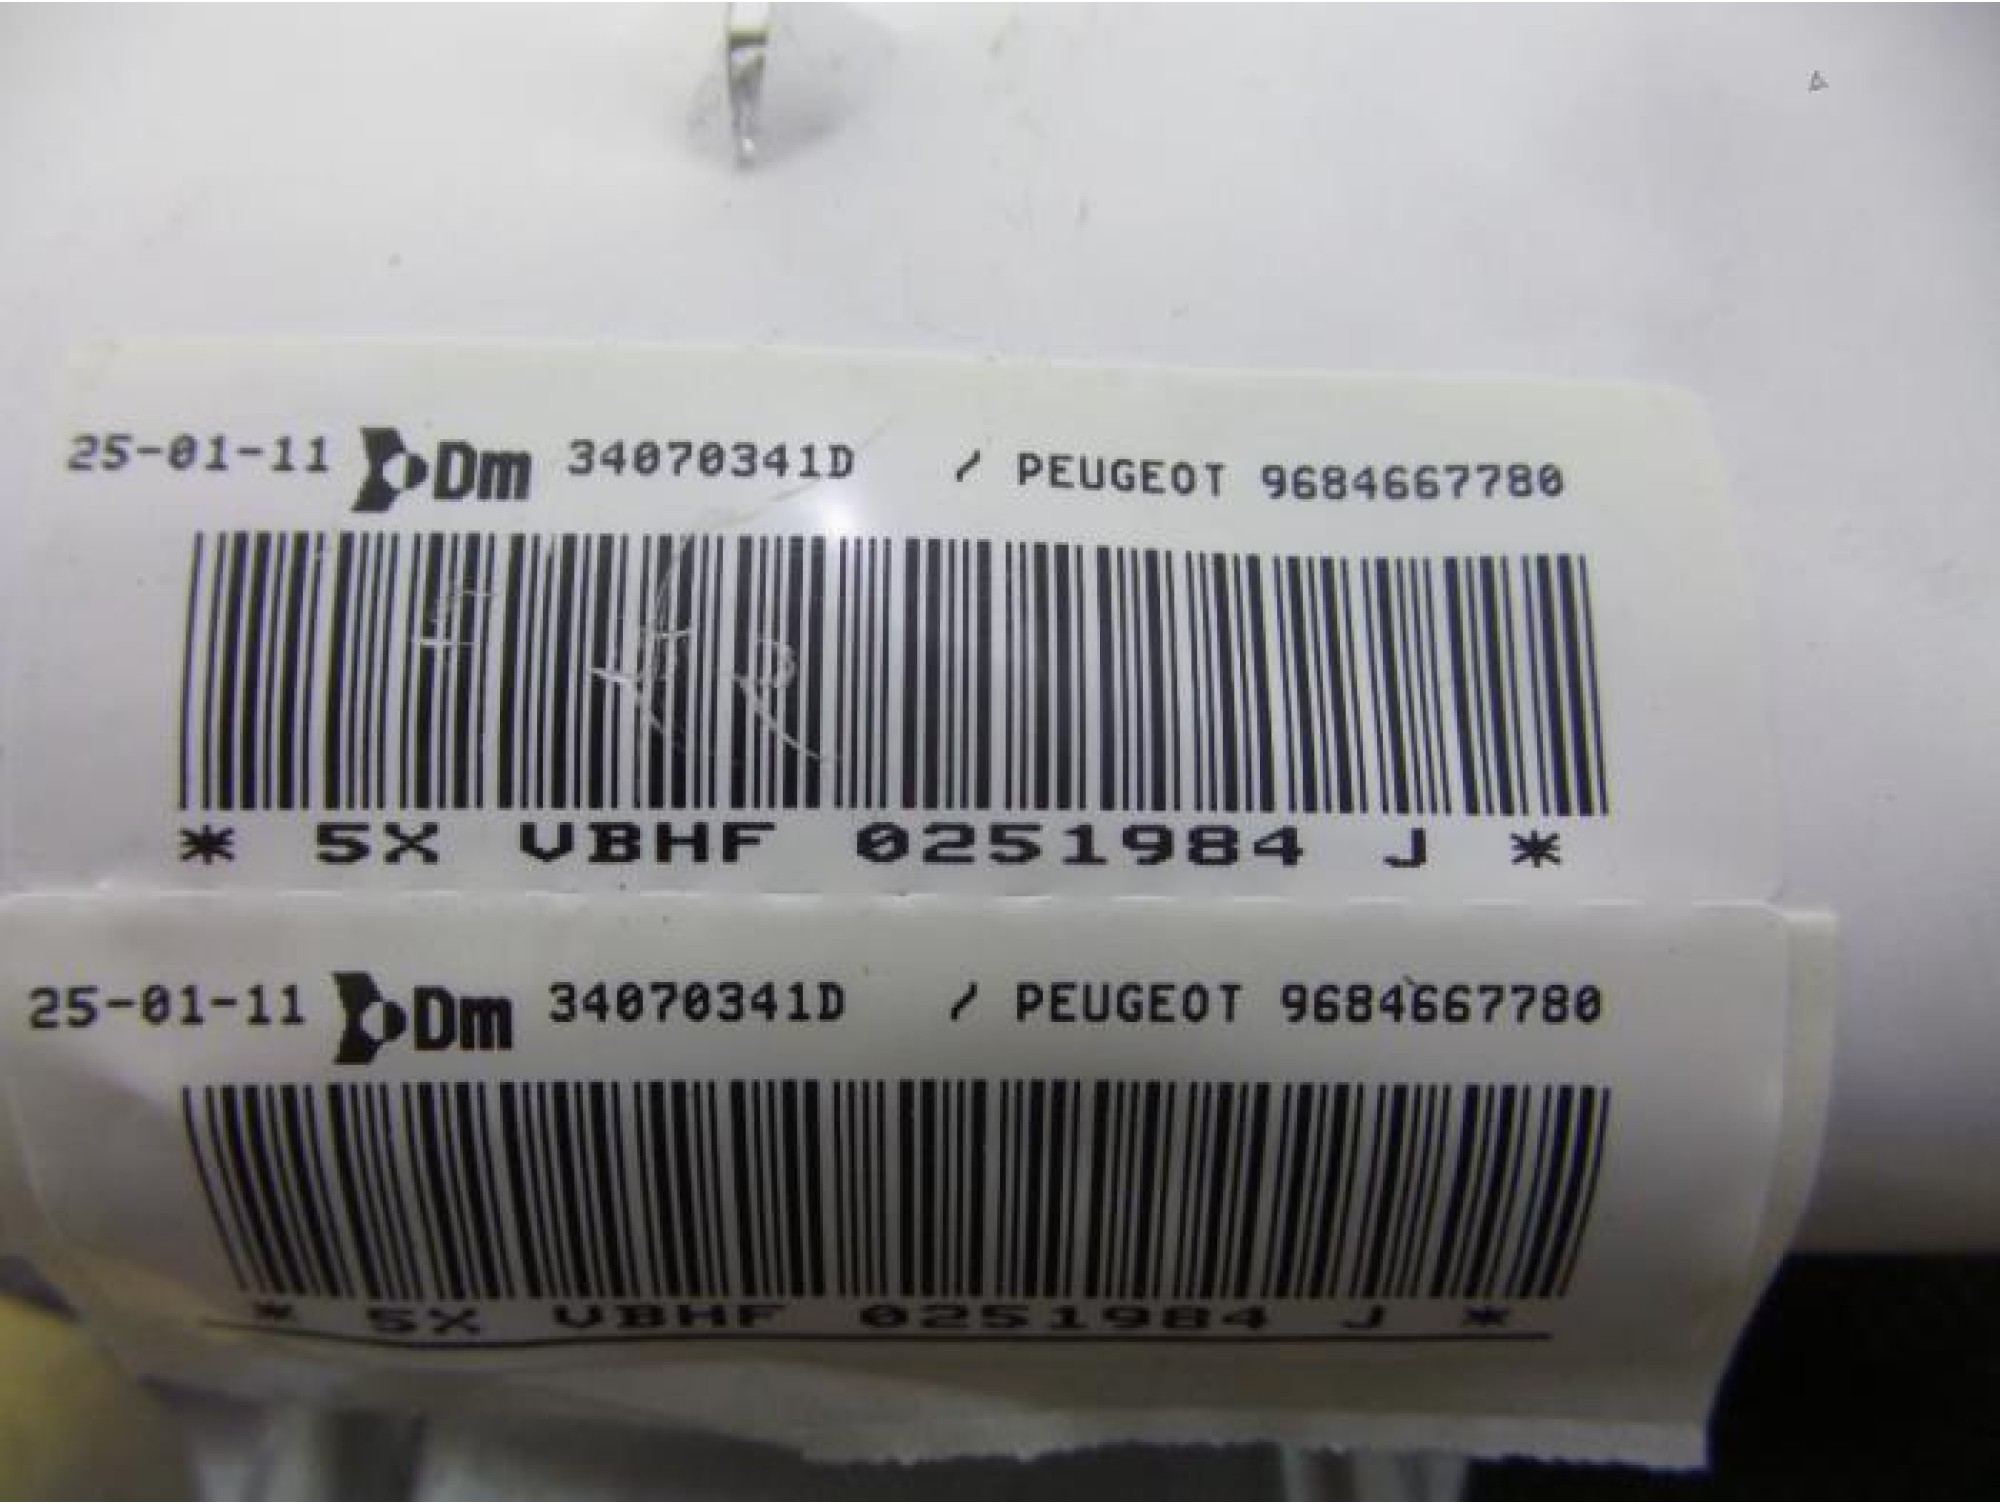 25-01-11 Dm 34070341D / PEUGEOT 9684667780
* 5X VBHF 0251984 J *
25-01-11 Dm 34070341D / PEUGEOT 9684667780
* 5X VBHF 0251984 J *